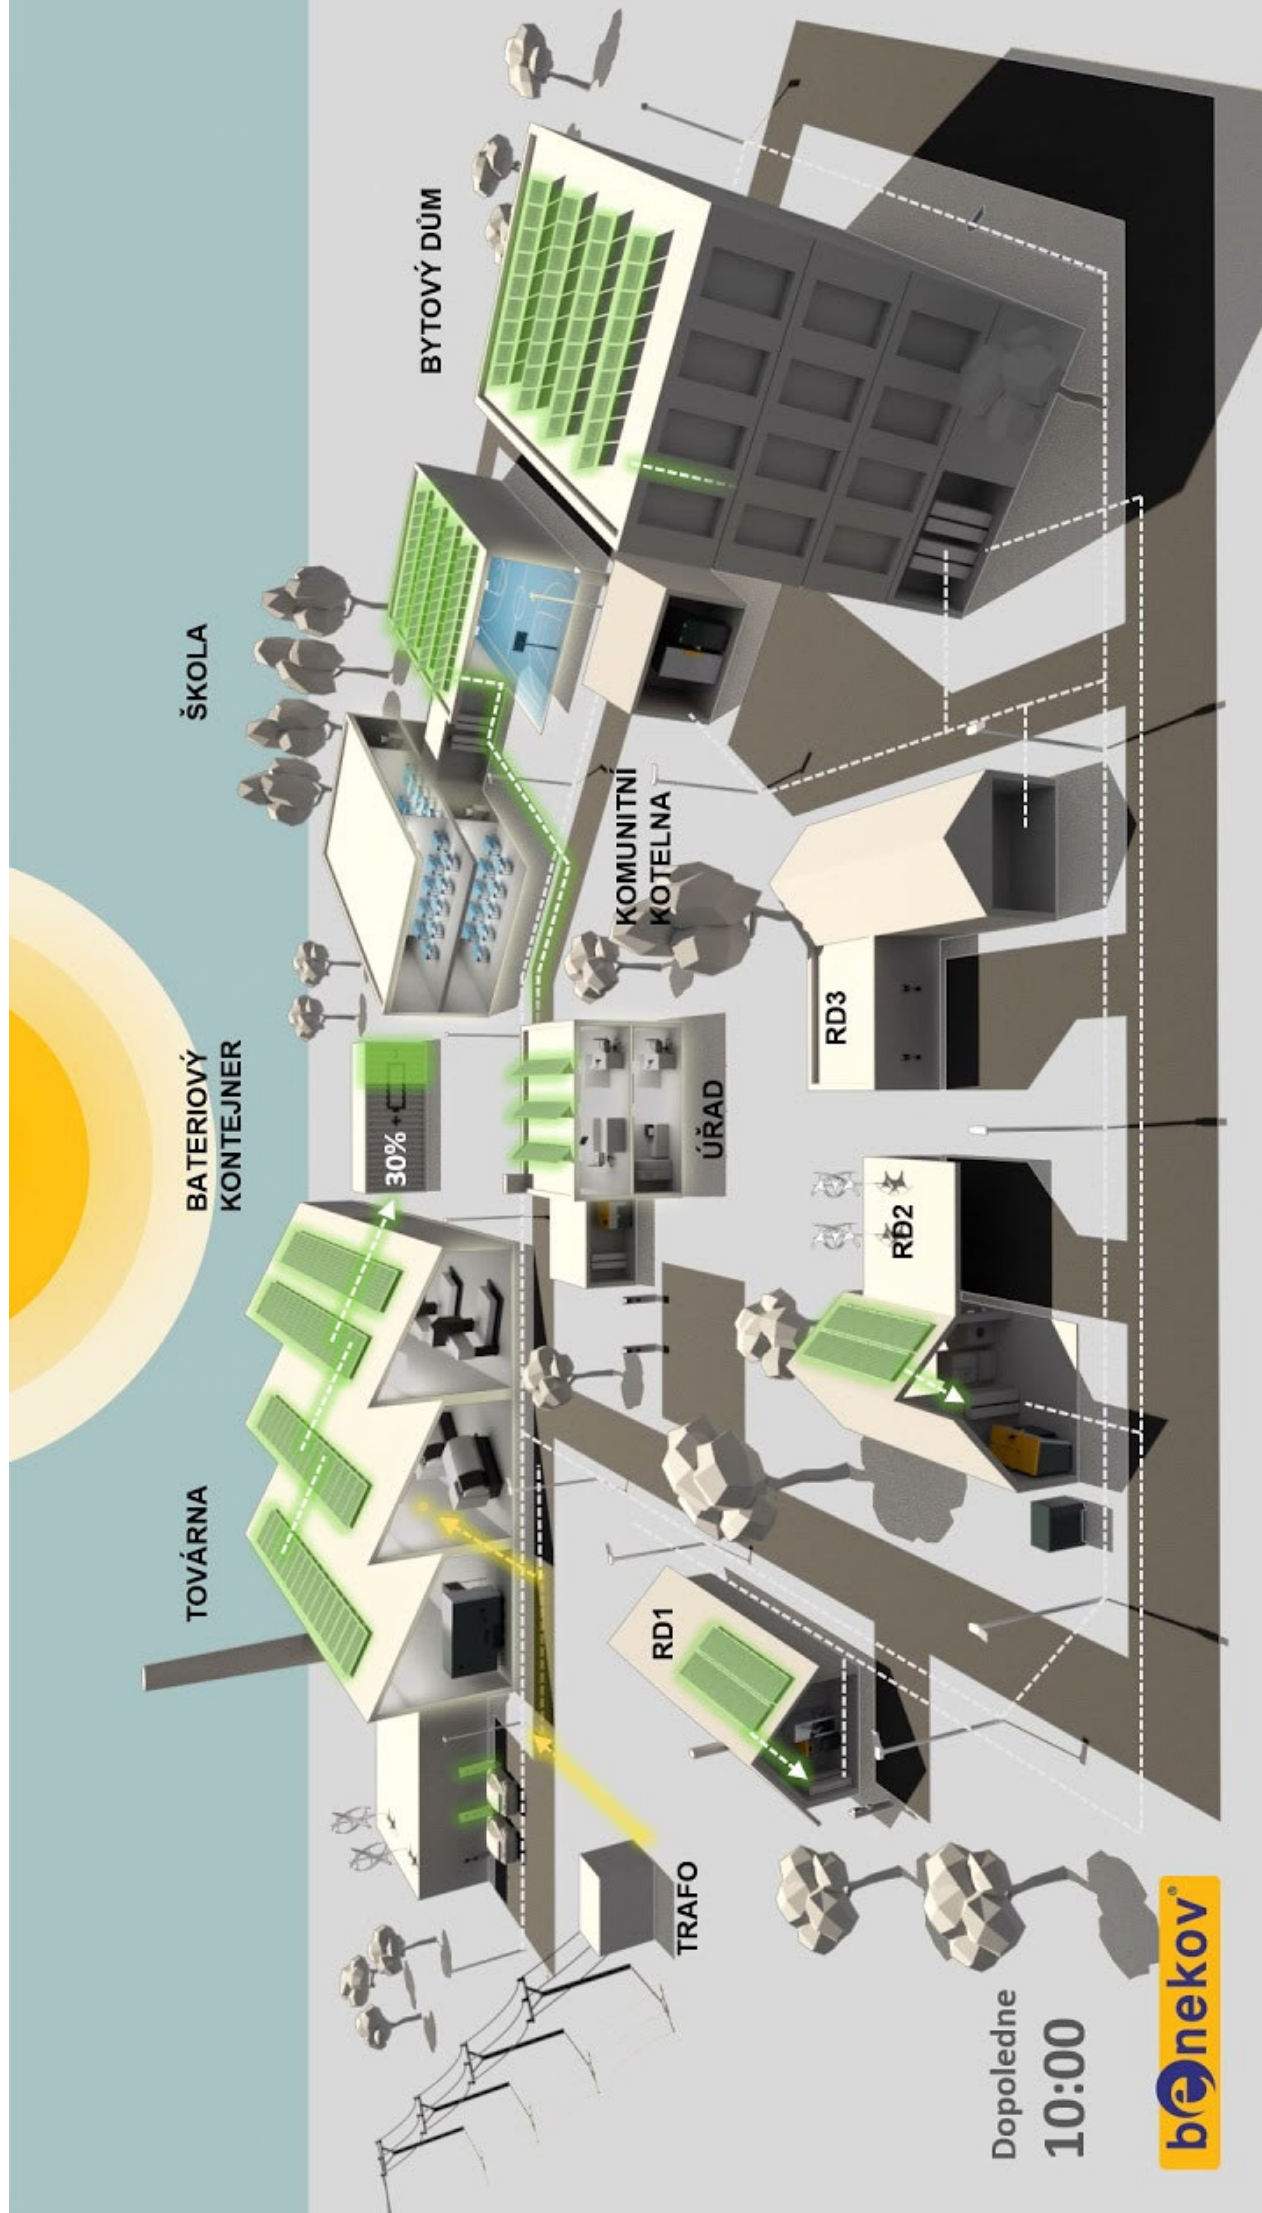 TOVÁRNA
BATERIOVÝ
KONTEJNER
ŠKOLA
BYTOVÝ DŮM
30%
TRAFO
RD1
ÚŘAD
KOMUNITNÍ
KOTELNA
RD2
RD3
Dopoledne
10:00
benekov®